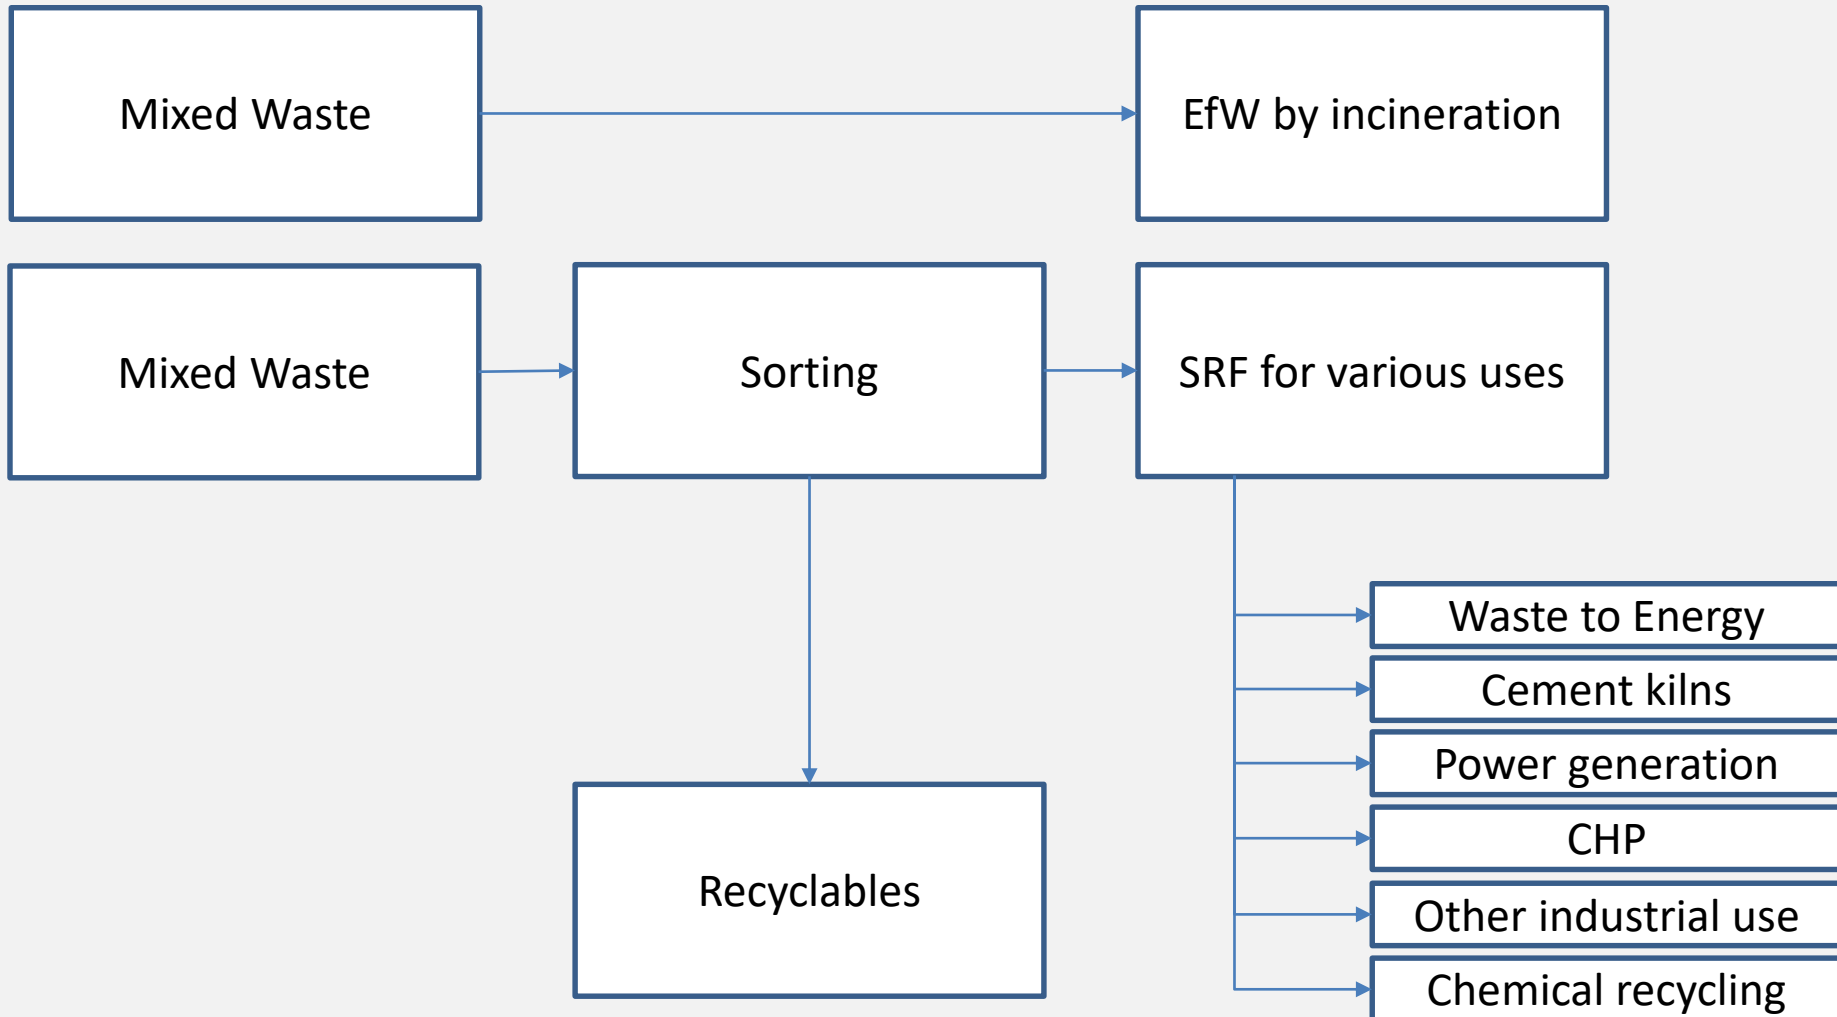 Mixed Waste
EfW by incineration
Mixed Waste
Sorting
SRF for various uses
Waste to Energy
Cement kilns
Power generation
CHP
Recyclables
Other industrial use
Chemical recycling